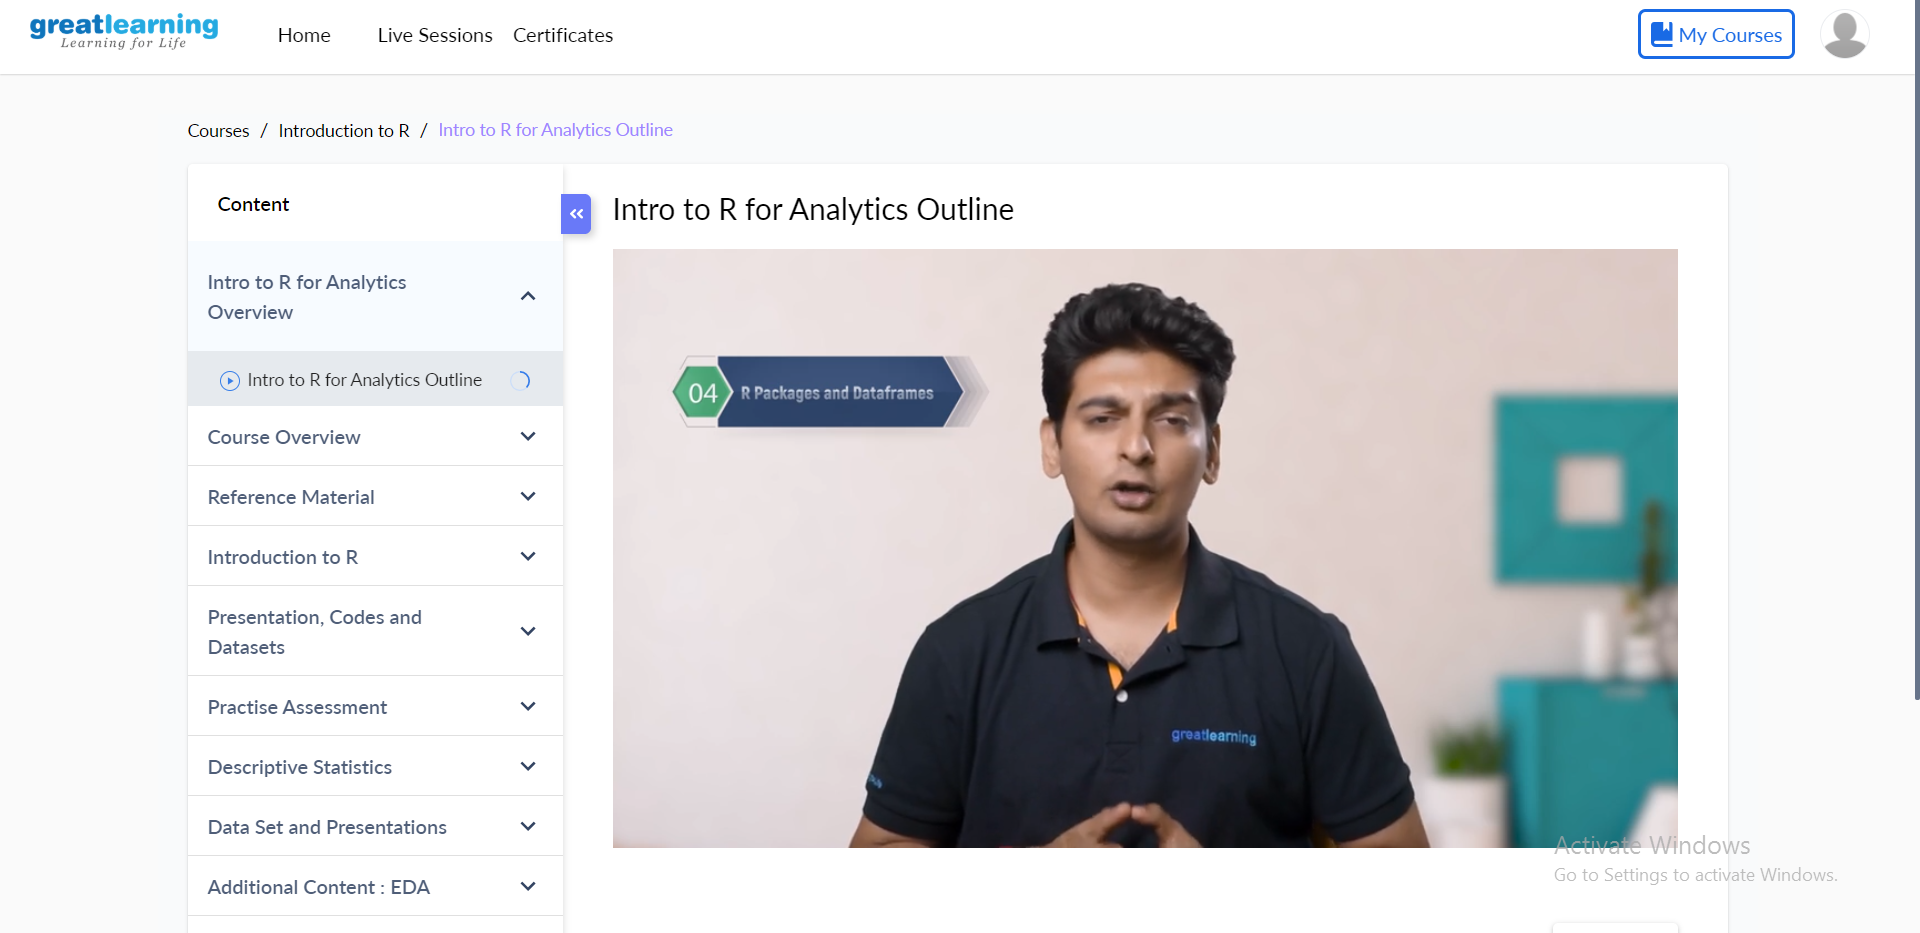 greatlearning
Learning for Life
Home
Live Sessions
Certificates
My Courses
Courses / Introduction to R / Intro to R for Analytics Outline
Content
Intro to R for Analytics
Overview
Intro to R for Analytics Outline
Course Overview
Reference Material
Introduction to R
Presentation, Codes and
Datasets
Practise Assessment
Descriptive Statistics
Data Set and Presentations
Additional Content : EDA
Intro to R for Analytics Outline
04 R Packages and Dataframes
greatlearning
Activate Windows
Go to Settings to activate Windows.